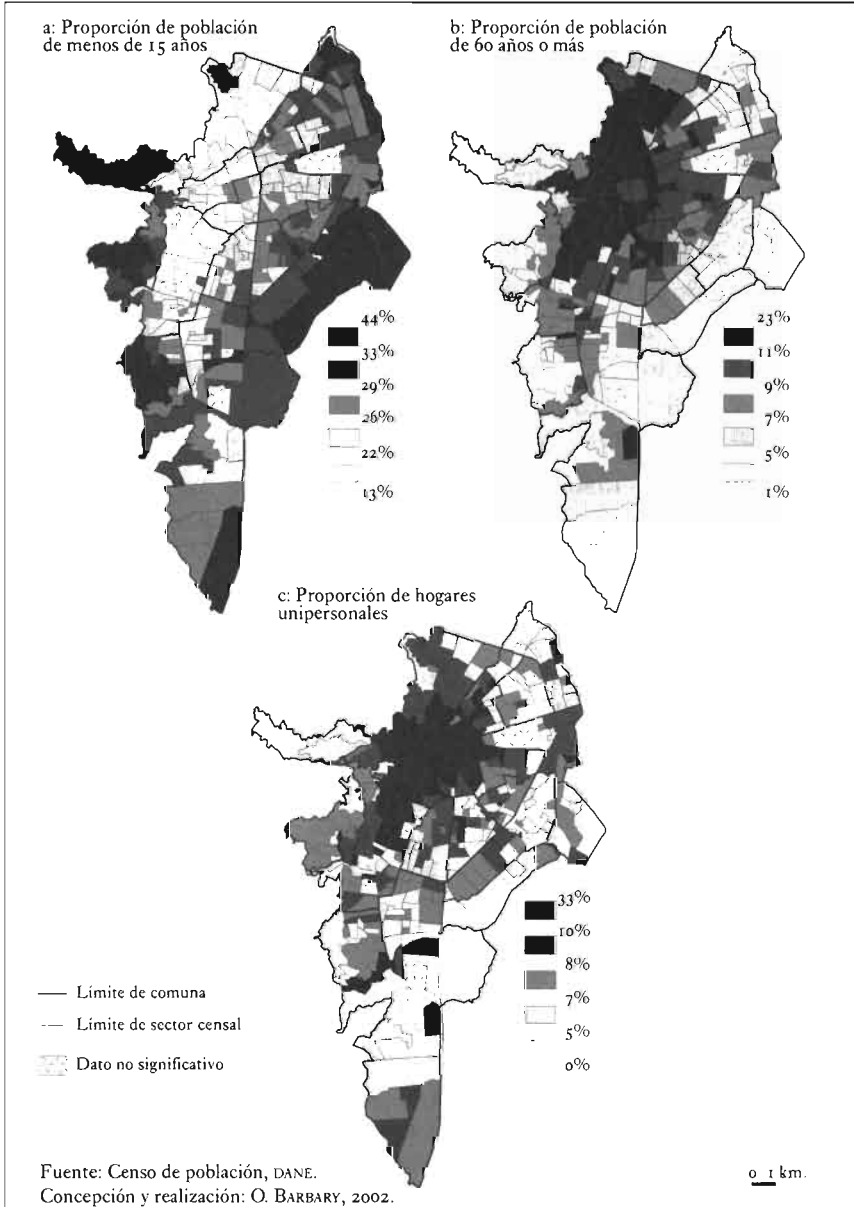 a: Proporción de población
de menos de 15 años
b: Proporción de población
de 60 años o más
44%
33%
29%
26%
22%
13%
23%
11%
9%
7%
5%
1%
c: Proporción de hogares
unipersonales
33%
10%
8%
7%
5%
0%
Límite de comuna
Límite de sector censal
Dato no significativo
Fuente: Censo de población, DANE.
Concepción y realización: O. BARBARY, 2002.
0 1 km.